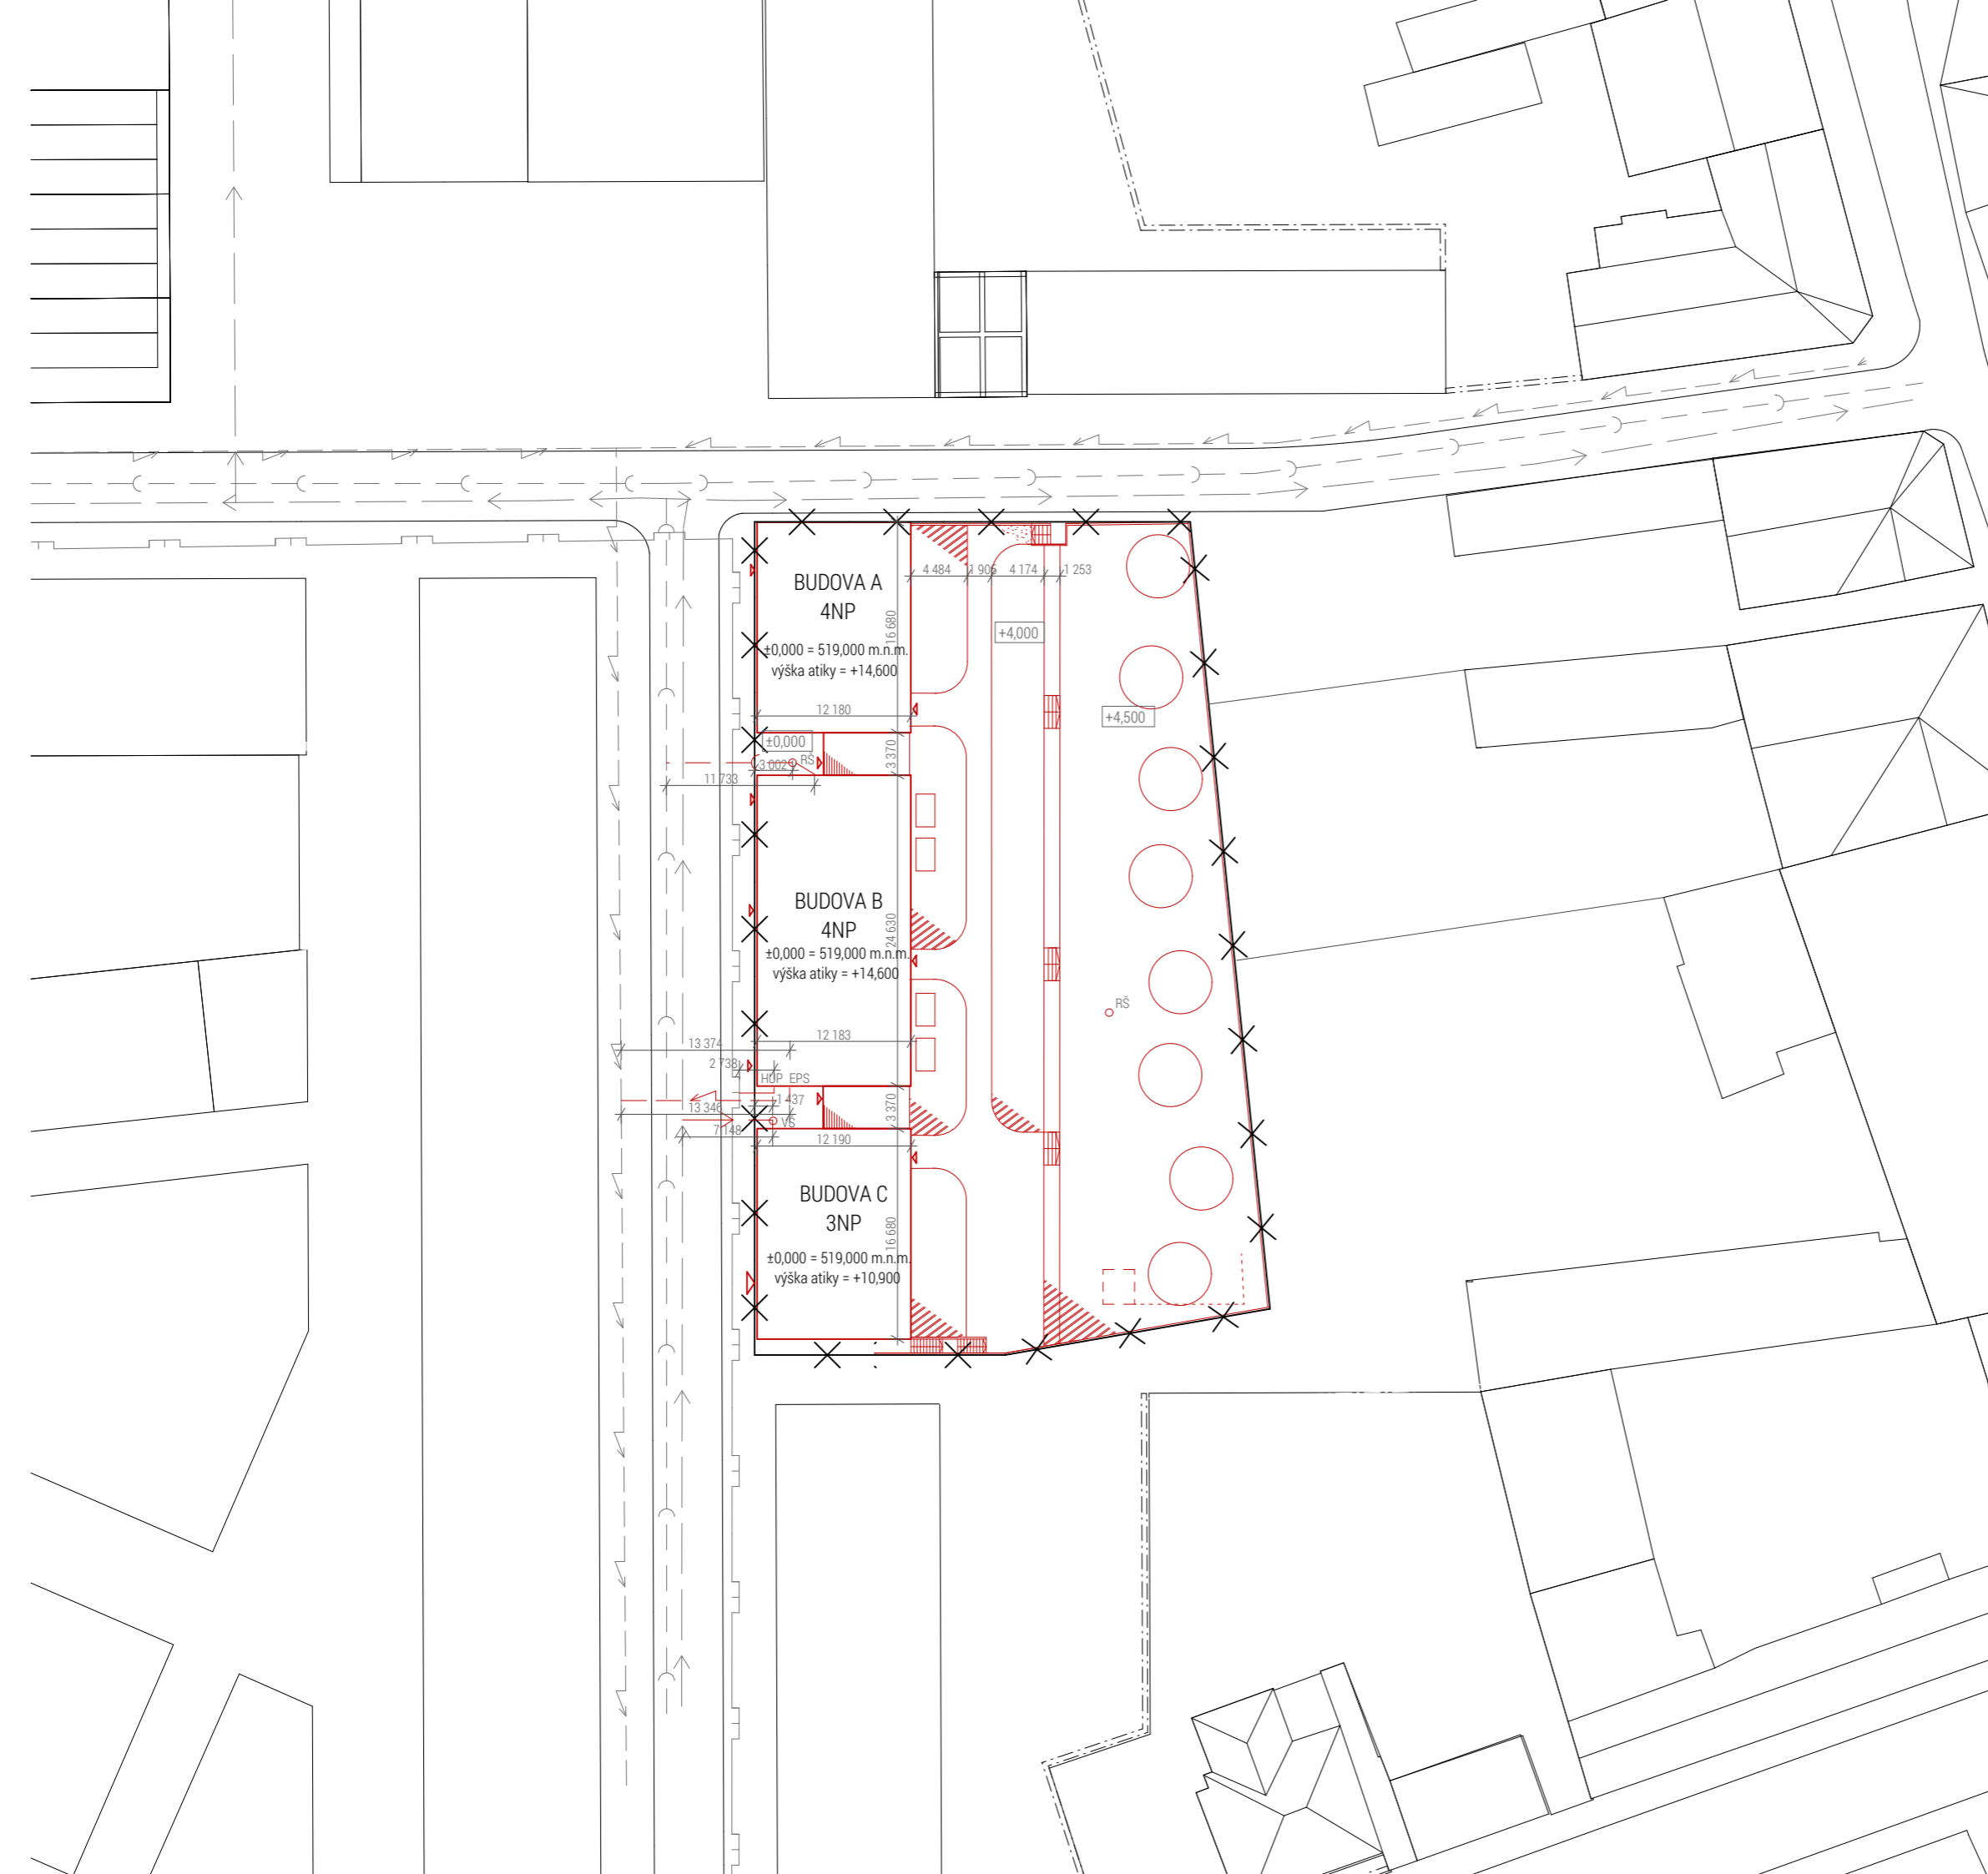 BUDOVA A
4NP
±0,000 = 519,000 m.n.m.
výška atiky = +14,600
16 680
12 180
4 484
1 906
4 174
1 253
+4,000
+4,500
±0,000
RŠ
3 002
11 733
3 370
BUDOVA B
4NP
±0,000 = 519,000 m.n.m.
výška atiky = +14,600
24 630
12 183
RŠ
13 374
2 738
HUP EPS
1 437
13 346
VŠ
7 148
3 370
12 190
BUDOVA C
3NP
±0,000 = 519,000 m.n.m.
výška atiky = +10,900
16 680